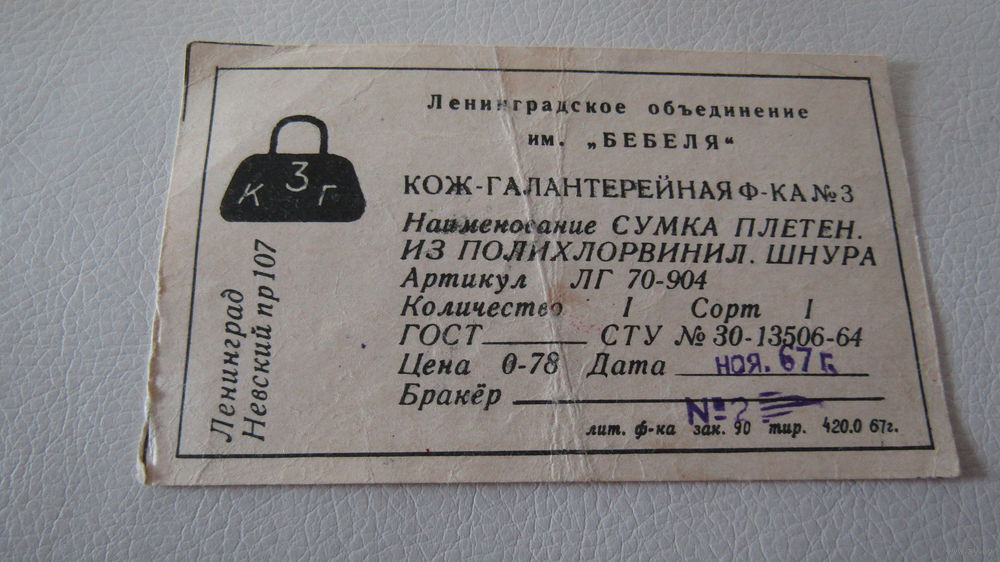 Ленинградское объединение
им. „БЕБЕЛЯ“
К З Г
КОЖ-ГАЛАНТЕРЕЙНАЯ Ф-КА №3
Наименование СУМКА ПЛЕТЕН.
ИЗ ПОЛИХЛОРВИНИЛ. ШНУРА
Артикул ЛГ 70-904
Количество I Сорт I
ГОСТ СТУ № 30-13506-64
Цена 0-78 Дата НОЯ. 67 Г.
Бракёр
№ 2
лит. ф-ка зак. 90 тир. 420.0 67г.
Ленинград
Невский пр 107